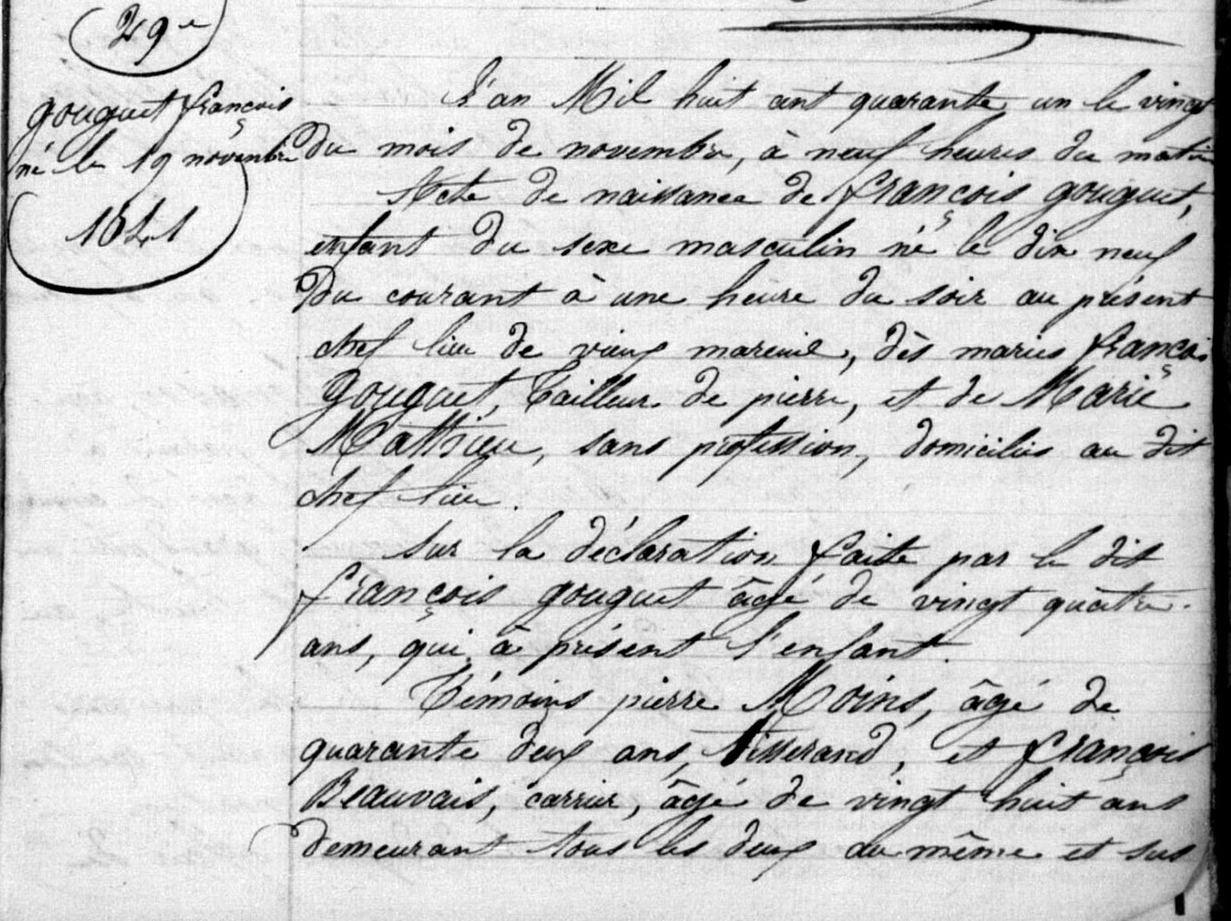 29e
gouguet françois
né le 19 novembre
1841
L'an Mil huit cent quarante un le vingt
du mois de novembre, à neuf heures du matin
Acte de naissance de françois gouguet,
enfant du sexe masculin né le dix neuf
du courant à une heure du soir au présent
chef lieu de vieux mareuil, dès mariés françois
Gouguet, Tailleur de pierre, et de Marie
Mathieu, sans profession, domiciliés au dit
chef lieu.
Sur la déclaration faite par le dit
françois gouguet âgé de vingt quatre
ans, qui à présent l'enfant.
Témoins pierre Moins, âgé de
quarante deux ans, Tisserand, et françois
Beauvais, carrier, âgé de vingt huit ans
demeurant tous les deux au même et sus